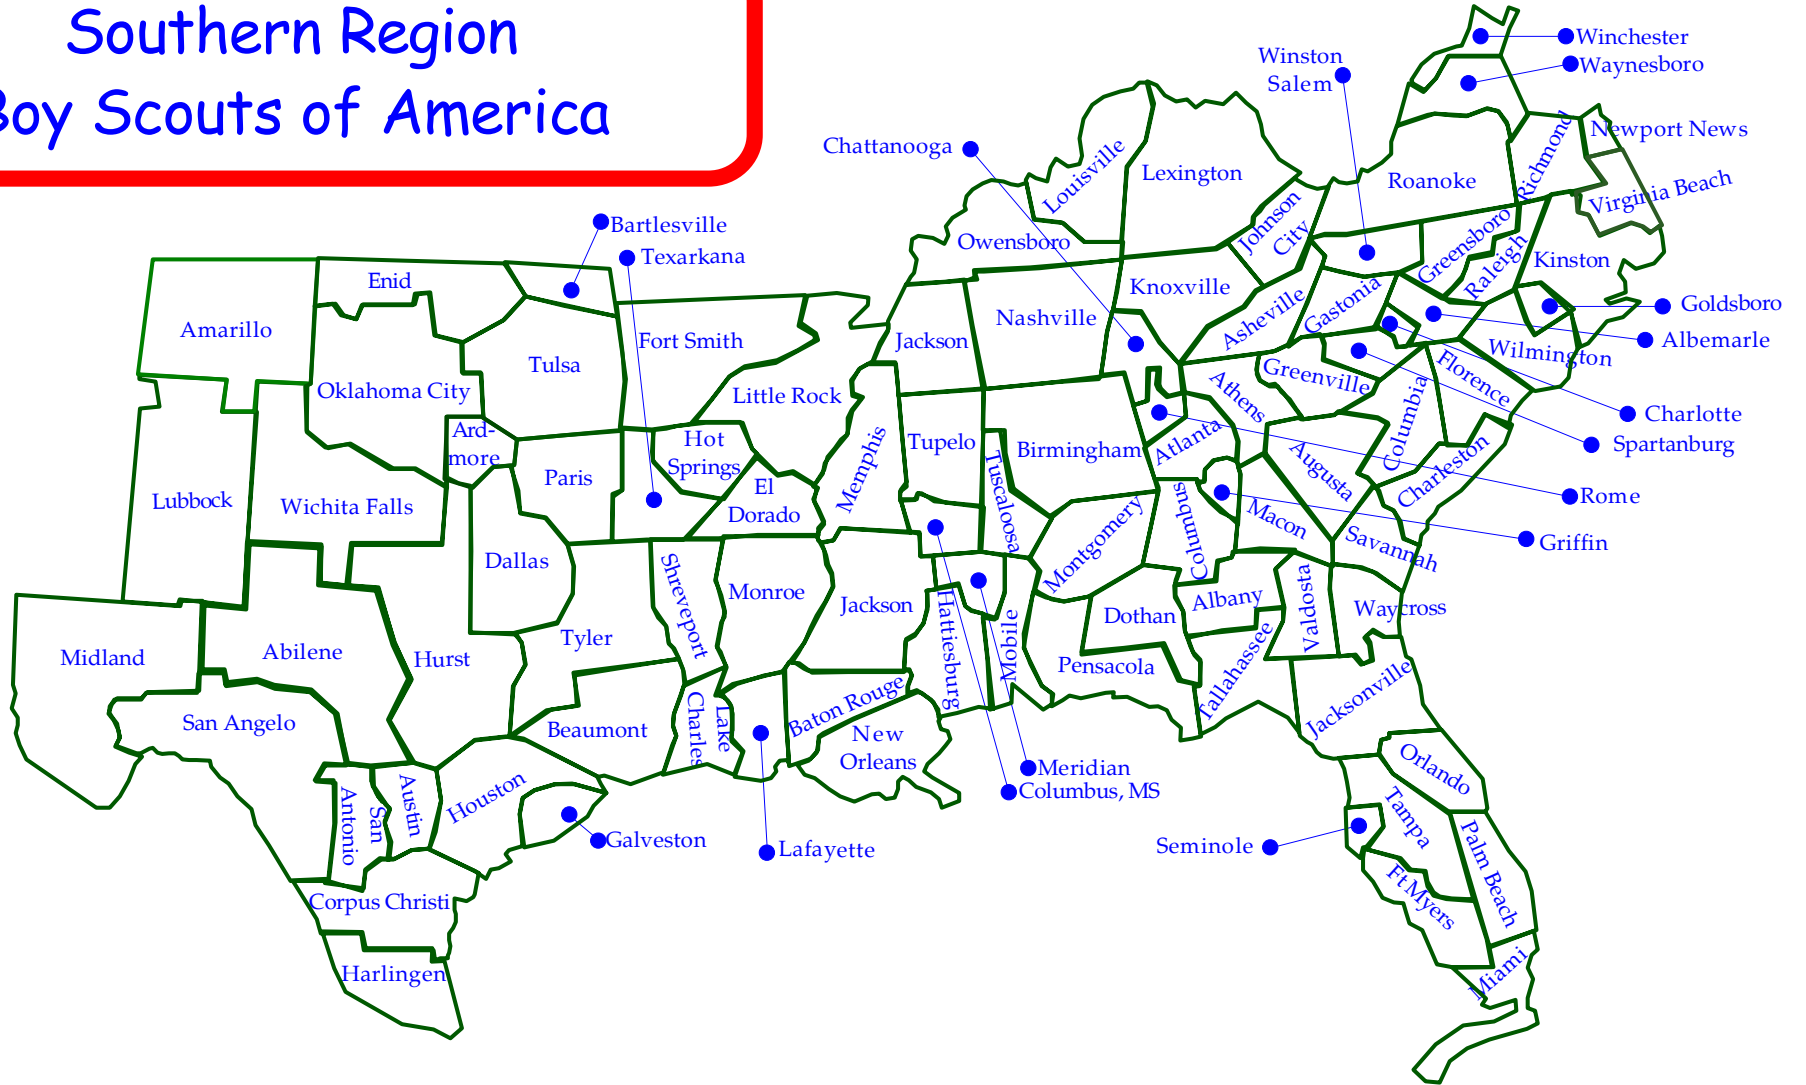 Southern Region
Boy Scouts of America
Winchester
Waynesboro
Winston
Salem
Newport News
Richmond
Virginia Beach
Roanoke
Chattanooga
Louisville
Lexington
Johnson
City
Owensboro
Greensboro
Raleigh
Kinston
Bartlesville
Texarkana
Enid
Knoxville
Asheville
Gastonia
Goldsboro
Albemarle
Amarillo
Fort Smith
Jackson
Nashville
Wilmington
Tulsa
Oklahoma City
Little Rock
Greenville
Athens
Florence
Columbia
Charlotte
Spartanburg
Ard-
more
Hot
Springs
Memphis
Tupelo
Tuscaloosa
Birmingham
Atlanta
Augusta
Charleston
Rome
Lubbock
Wichita Falls
Paris
El
Dorado
Montgomery
Columbus
Macon
Savannah
Griffin
Dallas
Shreveport
Monroe
Jackson
Hattiesburg
Mobile
Dothan
Albany
Valdosta
Waycross
Midland
Abilene
Hurst
Tyler
Pensacola
Tallahassee
Jacksonville
San Angelo
Beaumont
Lake
Charles
Baton Rouge
New
Orleans
Meridian
Columbus, MS
Orlando
San
Antonio
Austin
Houston
Galveston
Lafayette
Seminole
Tampa
Palm Beach
Ft Myers
Corpus Christi
Harlingen
Miami